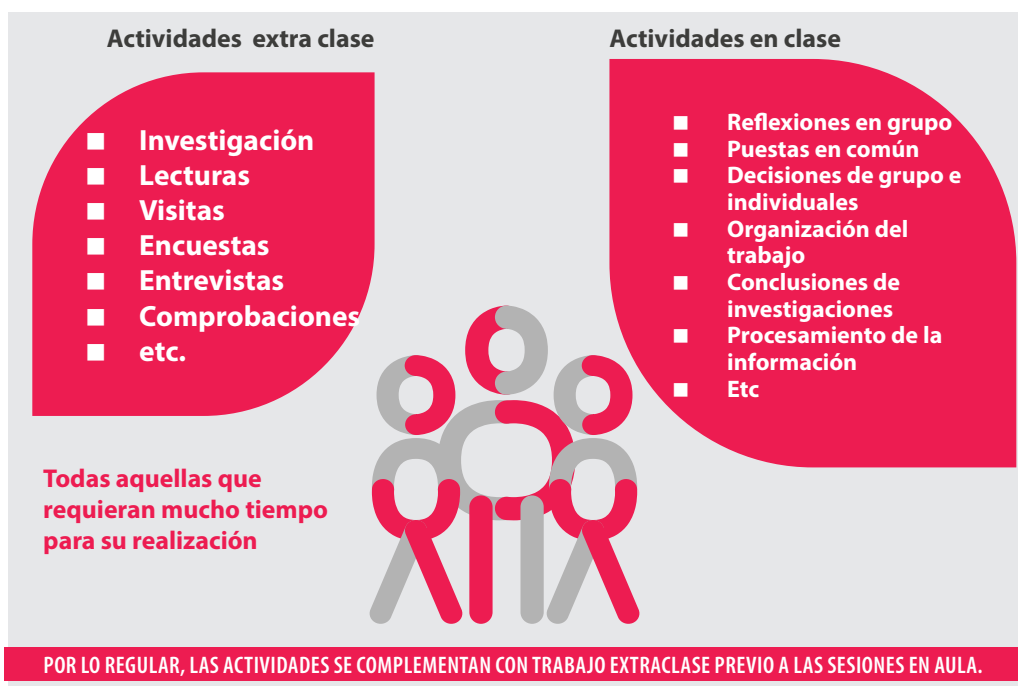 Actividades extra clase
■ Investigación
■ Lecturas
■ Visitas
■ Encuestas
■ Entrevistas
■ Comprobaciones
■ etc.
Todas aquellas que
requieran mucho tiempo
para su realización
Actividades en clase
■ Reflexiones en grupo
■ Puestas en común
■ Decisiones de grupo e
individuales
■ Organización del
trabajo
■ Conclusiones de
investigaciones
■ Procesamiento de la
información
■ Etc
POR LO REGULAR, LAS ACTIVIDADES SE COMPLEMENTAN CON TRABAJO EXTRACLASE PREVIO A LAS SESIONES EN AULA.